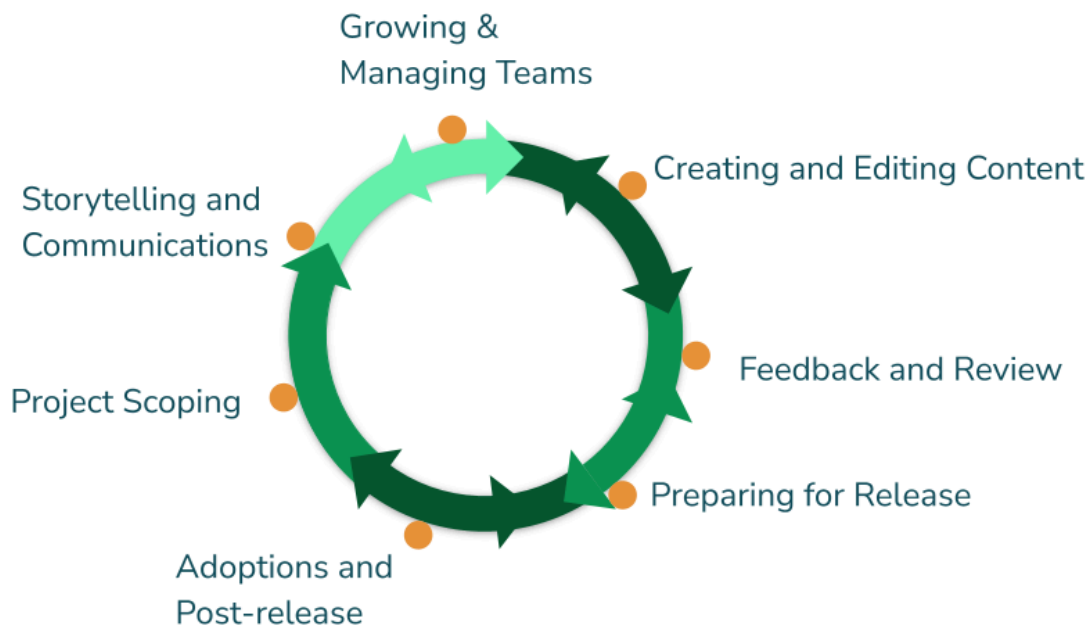 Growing &
Managing Teams
Creating and Editing Content
Storytelling and
Communications
Feedback and Review
Project Scoping
Preparing for Release
Adoptions and
Post-release